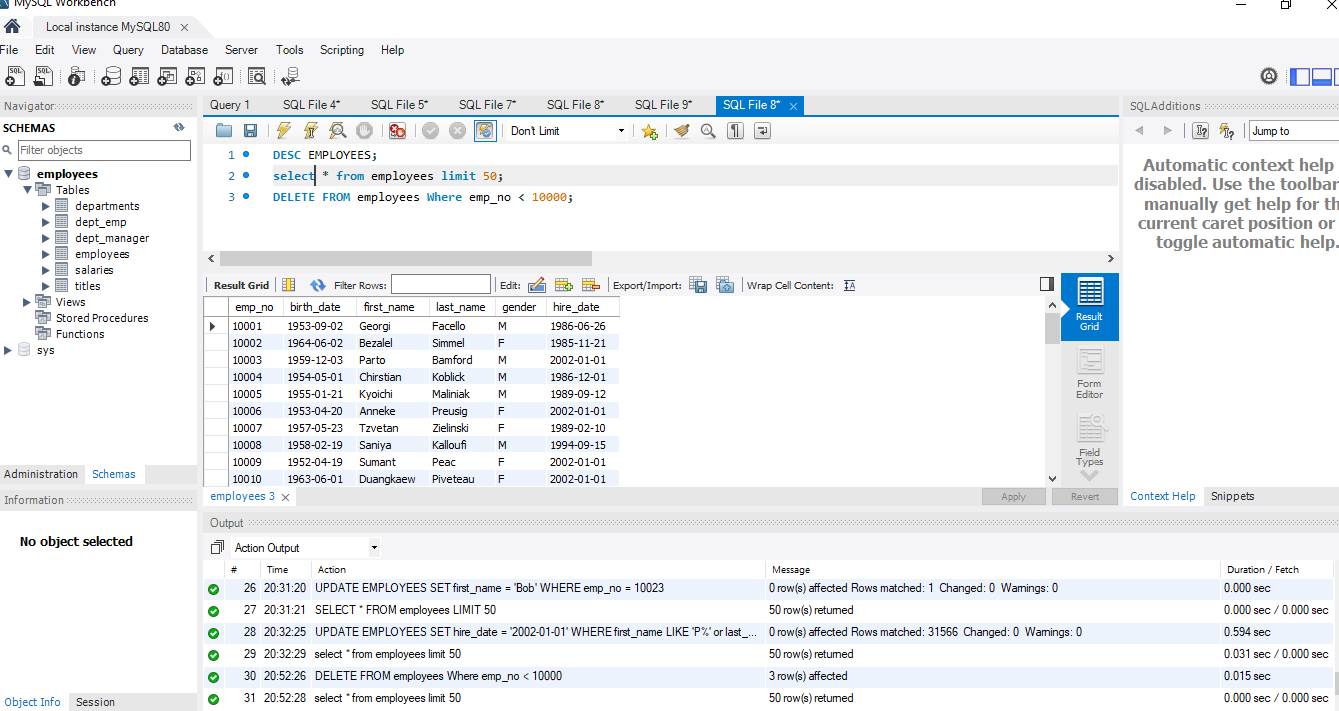 MySQL Workbench
Local instance MySQL80
File Edit View Query Database Server Tools Scripting Help
Navigator
SCHEMAS
Filter objects
employees
Tables
departments
dept_emp
dept_manager
employees
salaries
titles
Views
Stored Procedures
Functions
sys
Administration Schemas
Information
No object selected
Object Info Session
Query 1 SQL File 4* SQL File 5* SQL File 7* SQL File 8* SQL File 9* SQL File 8*
Don't Limit
1 DESC EMPLOYEES;
2 select * from employees limit 50;
3 DELETE FROM employees Where emp_no < 10000;
Result Grid Filter Rows: Edit: Export/Import: Wrap Cell Content:
emp_no birth_date first_name last_name gender hire_date
10001 1953-09-02 Georgi Facello M 1986-06-26
10002 1964-06-02 Bezalel Simmel F 1985-11-21
10003 1959-12-03 Parto Bamford M 2002-01-01
10004 1954-05-01 Chirstian Koblick M 1986-12-01
10005 1955-01-21 Kyoichi Maliniak M 1989-09-12
10006 1953-04-20 Anneke Preusig F 2002-01-01
10007 1957-05-23 Tzvetan Zielinski F 1989-02-10
10008 1958-02-19 Saniya Kalloufi M 1994-09-15
10009 1952-04-19 Sumant Peac F 2002-01-01
10010 1963-06-01 Duangkaew Piveteau F 2002-01-01
Result
Grid
Form
Editor
Field
Types
employees 3 Apply Revert
SQLAdditions
Jump to
Automatic context help
disabled. Use the toolbar
manually get help for th
current caret position or
toggle automatic help.
Context Help Snippets
Output
Action Output
# Time Action Message Duration / Fetch
26 20:31:20 UPDATE EMPLOYEES SET first_name = 'Bob' WHERE emp_no = 10023 0 row(s) affected Rows matched: 1 Changed: 0 Warnings: 0 0.000 sec
27 20:31:21 SELECT * FROM employees LIMIT 50 50 row(s) returned 0.000 sec / 0.000 sec
28 20:32:25 UPDATE EMPLOYEES SET hire_date = '2002-01-01' WHERE first_name LIKE 'P%' or last_... 0 row(s) affected Rows matched: 31566 Changed: 0 Warnings: 0 0.594 sec
29 20:32:29 select * from employees limit 50 50 row(s) returned 0.031 sec / 0.000 sec
30 20:52:26 DELETE FROM employees Where emp_no < 10000 3 row(s) affected 0.015 sec
31 20:52:28 select * from employees limit 50 50 row(s) returned 0.000 sec / 0.000 sec